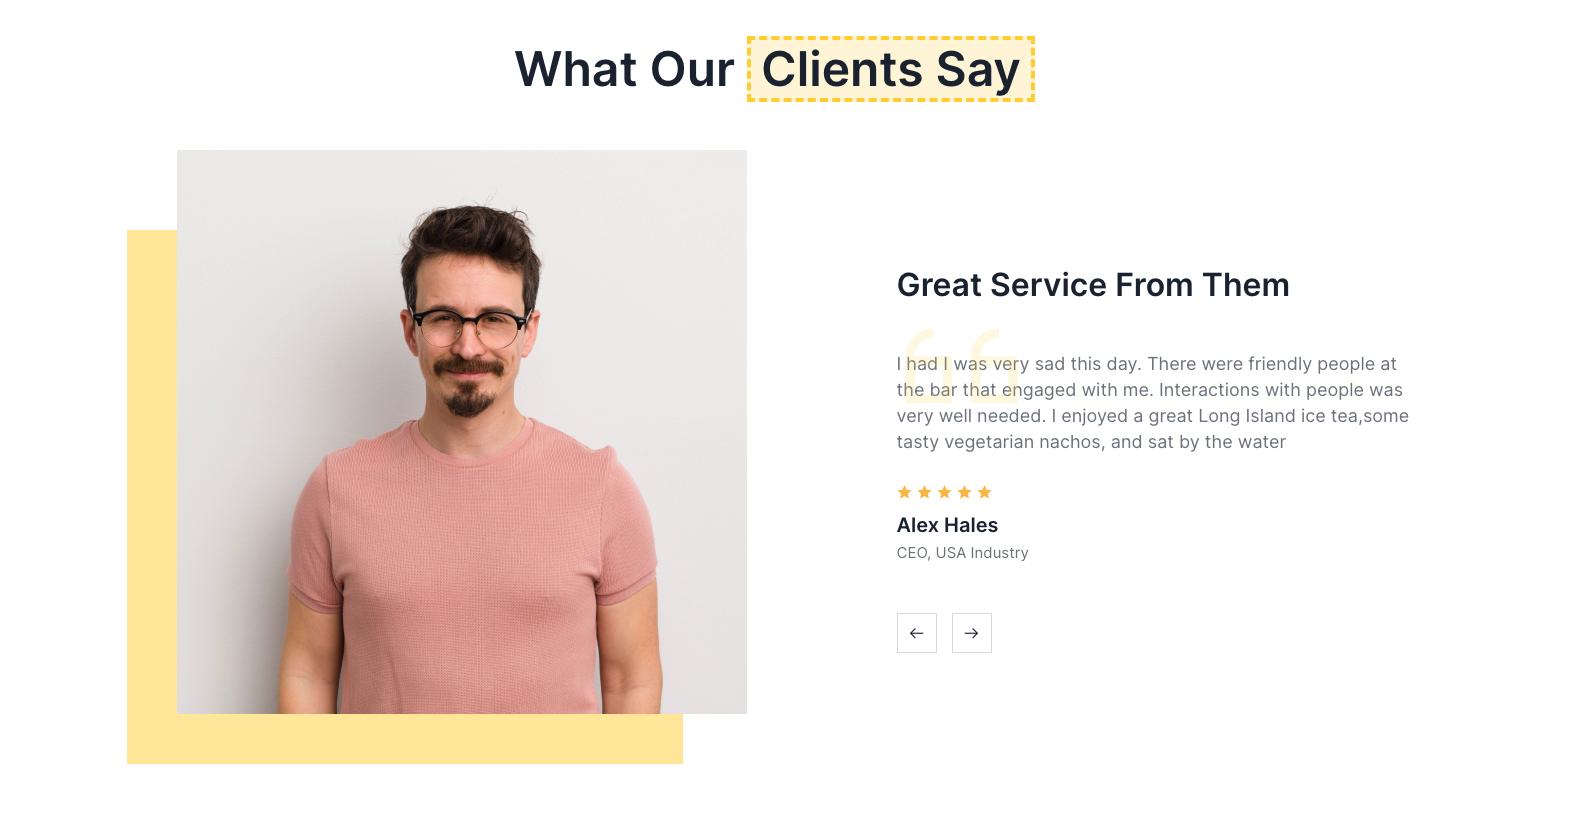 What Our Clients Say
Great Service From Them
I had I was very sad this day. There were friendly people at
the bar that engaged with me. Interactions with people was
very well needed. I enjoyed a great Long Island ice tea,some
tasty vegetarian nachos, and sat by the water
Alex Hales
CEO, USA Industry